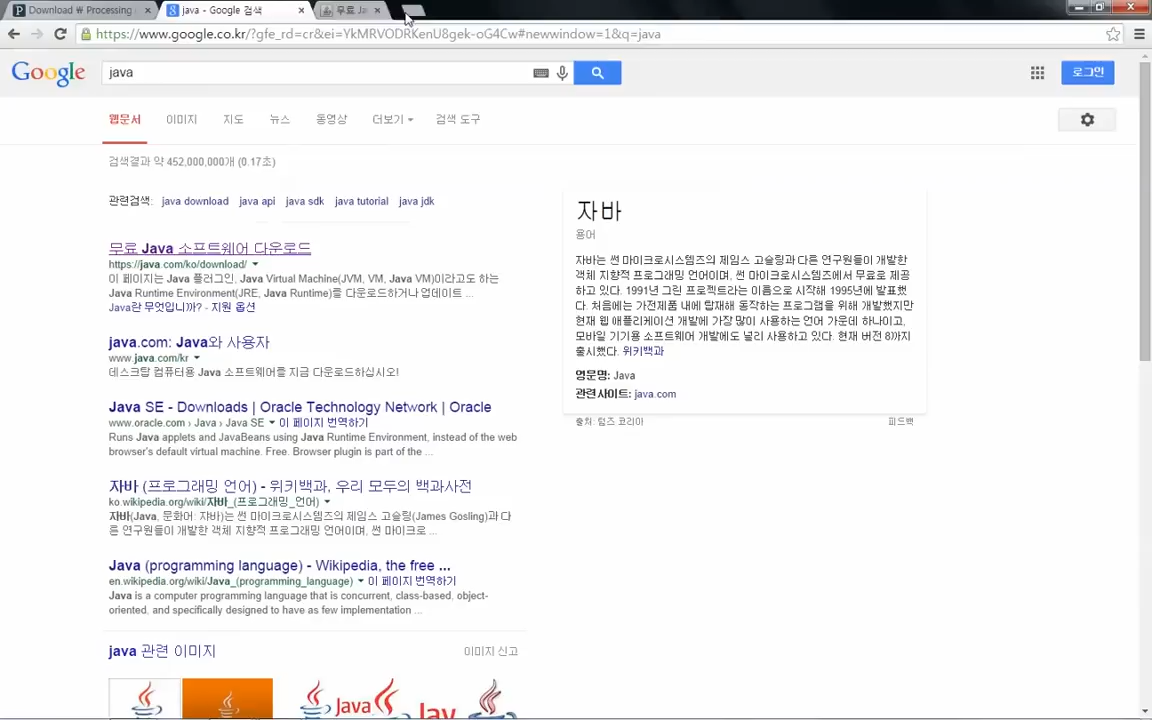 Download ₩ Processing
java - Google 검색
무료 Ja
https://www.google.co.kr/?gfe_rd=cr&ei=YkMRVODRKenU8gek-oG4Cw#newwindow=1&q=java
Google
java
로그인
웹문서 이미지 지도 뉴스 동영상 더보기 검색 도구
검색결과 약 452,000,000개 (0.17초)
관련검색: java download java api java sdk java tutorial java jdk
무료 Java 소프트웨어 다운로드
https://java.com/ko/download/
이 페이지는 Java 플러그인, Java Virtual Machine(JVM, VM, Java VM)이라고도 하는
Java Runtime Environment(JRE, Java Runtime)를 다운로드하거나 업데이트 ...
Java란 무엇입니까? - 지원 옵션
java.com: Java와 사용자
www.java.com/kr
데스크탑 컴퓨터용 Java 소프트웨어를 지금 다운로드하십시오!
Java SE - Downloads | Oracle Technology Network | Oracle
www.oracle.com › Java › Java SE 이 페이지 번역하기
Runs Java applets and JavaBeans using Java Runtime Environment, instead of the web
browser's default virtual machine. Free. Browser plugin is part of the ...
자바 (프로그래밍 언어) - 위키백과, 우리 모두의 백과사전
ko.wikipedia.org/wiki/자바_(프로그래밍_언어)
자바(Java, 문화어: 자바)는 썬 마이크로시스템즈의 제임스 고슬링(James Gosling)과 다
른 연구원들이 개발한 객체 지향적 프로그래밍 언어이며, 썬 마이크로 ...
Java (programming language) - Wikipedia, the free ...
en.wikipedia.org/wiki/Java_(programming_language) 이 페이지 번역하기
Java is a computer programming language that is concurrent, class-based, object-
oriented, and specifically designed to have as few implementation ...
java 관련 이미지
이미지 신고
Java
Jav
자바
용어
자바는 썬 마이크로시스템즈의 제임스 고슬링과 다른 연구원들이 개발한
객체 지향적 프로그래밍 언어이며, 썬 마이크로시스템즈에서 무료로 제공
하고 있다. 1991년 그린 프로젝트라는 이름으로 시작해 1995년에 발표했
다. 처음에는 가전제품 내에 탑재해 동작하는 프로그램을 위해 개발했지만
현재 웹 애플리케이션 개발에 가장 많이 사용하는 언어 가운데 하나이고,
모바일 기기용 소프트웨어 개발에도 널리 사용하고 있다. 현재 버전 8까지
출시했다. 위키백과
영문명: Java
관련사이트: java.com
출처: 텀즈 코리아
피드백